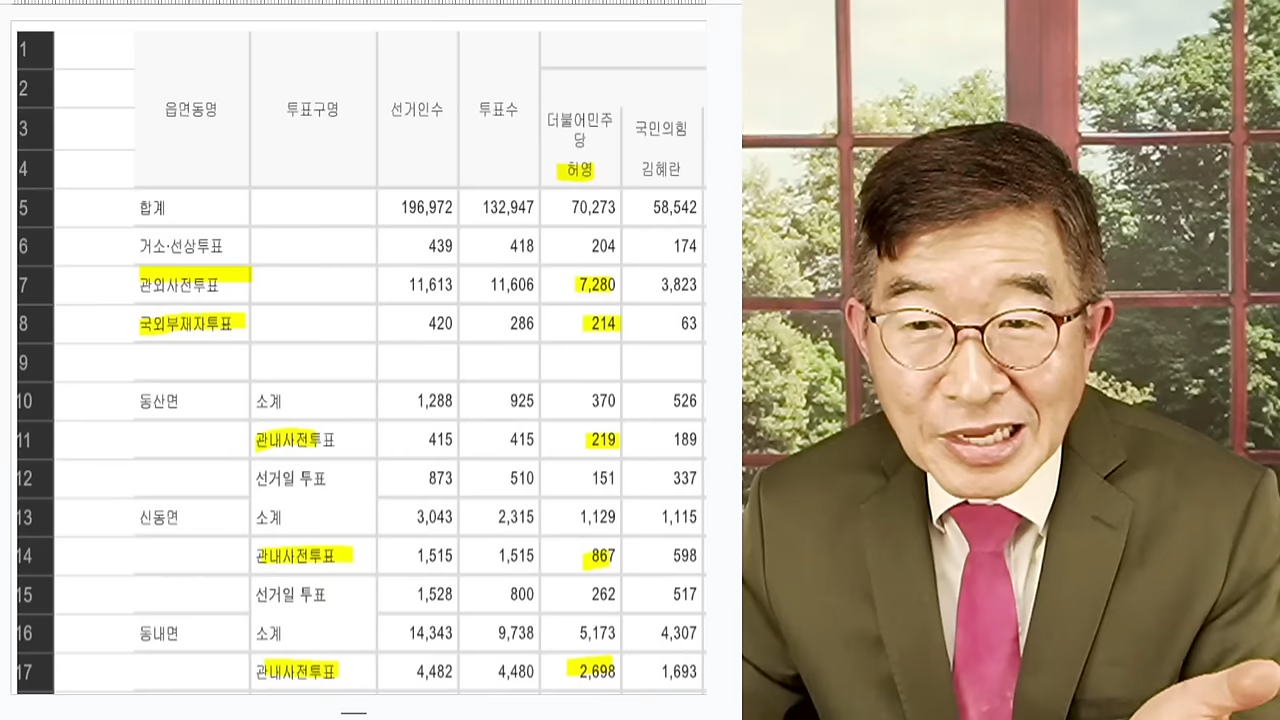 1
2
3
4
읍면동명 투표구명 선거인수 투표수
더불어민주
당
허영
국민의힘
김혜란
5 합계 196,972 132,947 70,273 58,542
6 거소·선상투표 439 418 204 174
7 관외사전투표 11,613 11,606 7,280 3,823
8 국외부재자투표 420 286 214 63
9
10 동산면 소계 1,288 925 370 526
11 관내사전투표 415 415 219 189
12 선거일 투표 873 510 151 337
13 신동면 소계 3,043 2,315 1,129 1,115
14 관내사전투표 1,515 1,515 867 598
15 선거일 투표 1,528 800 262 517
16 동내면 소계 14,343 9,738 5,173 4,307
17 관내사전투표 4,482 4,480 2,698 1,693